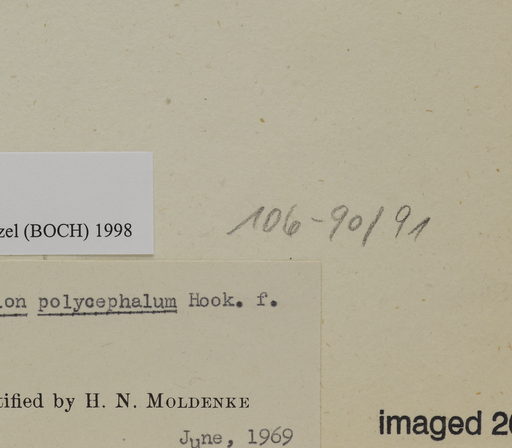 zel (BOCH) 1998
106-90/91
ion polycephalum Hook. f.
tified by H. N. MOLDENKE
June, 1969
imaged 20